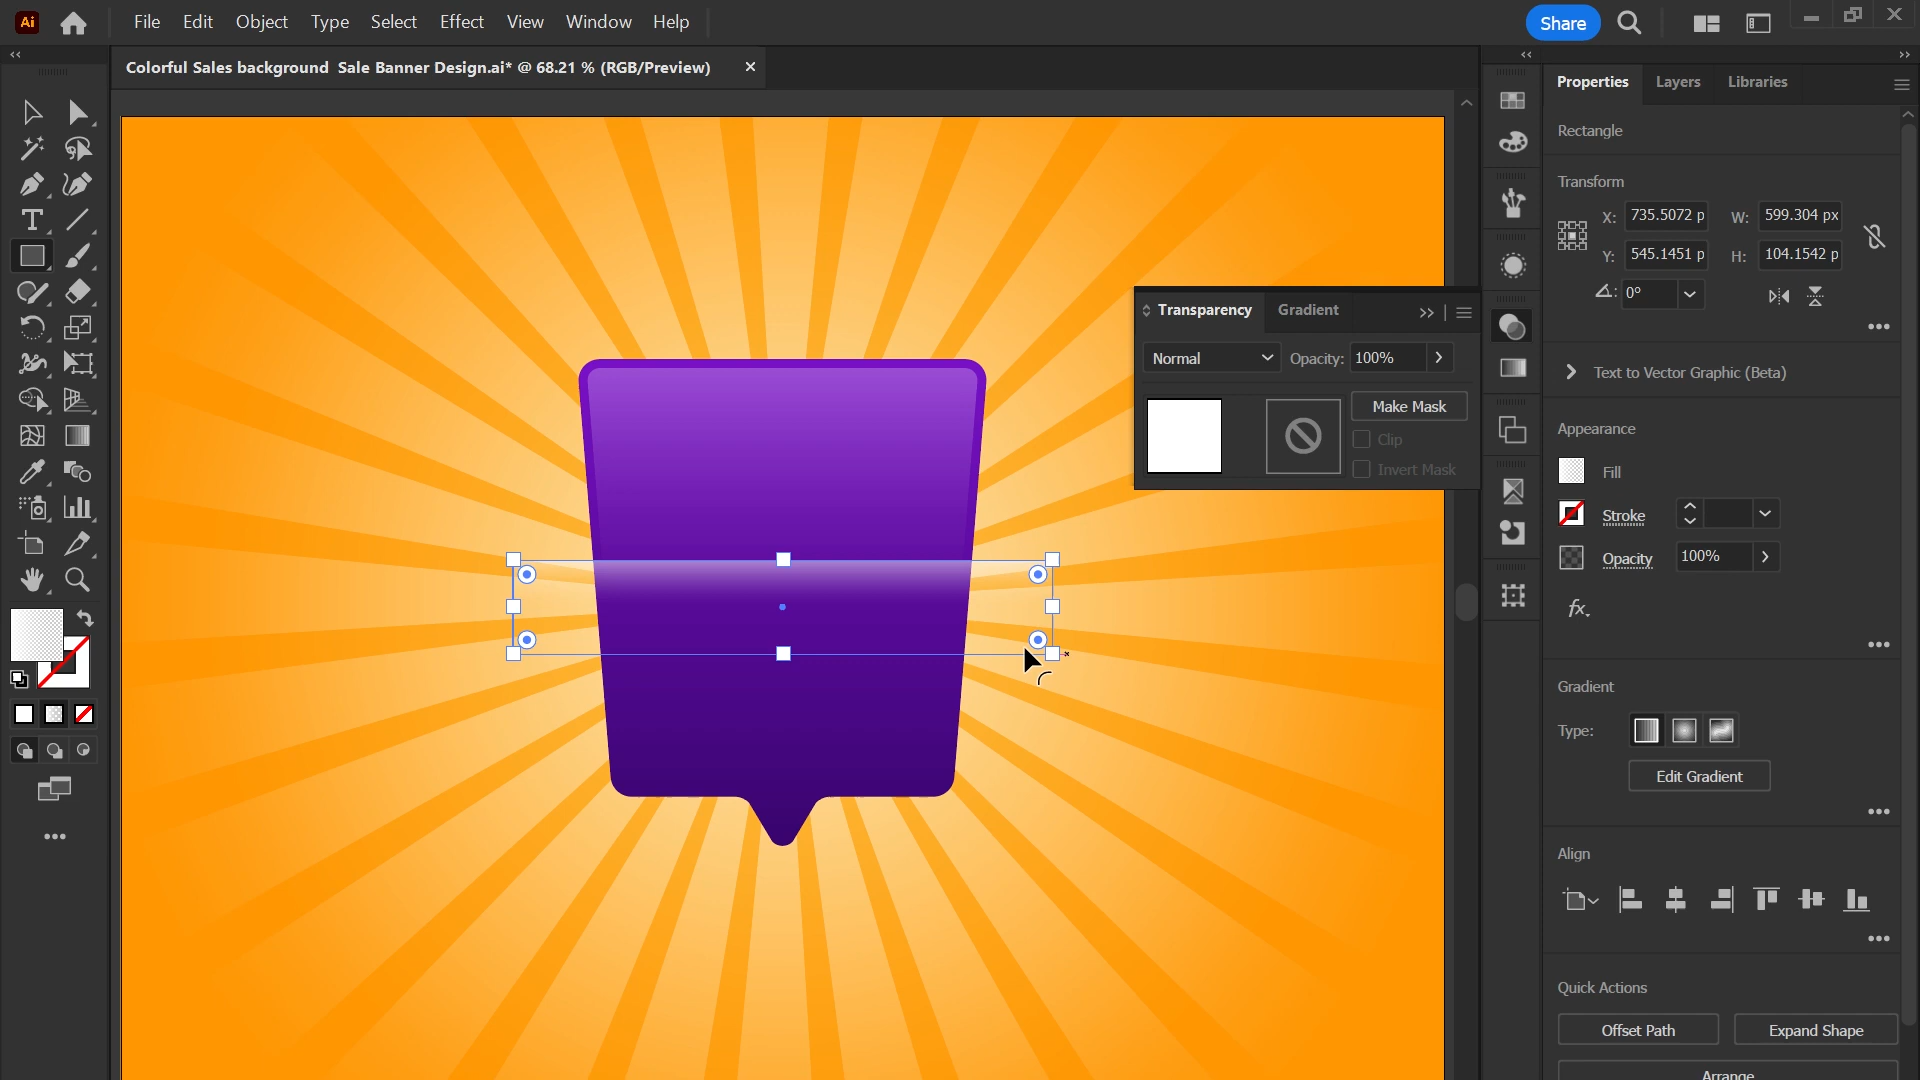 Ai File Edit Object Type Select Effect View Window Help Share
Colorful Sales background Sale Banner Design.ai* @ 68.21 % (RGB/Preview)
Properties Layers Libraries
Rectangle
Transform
X: 735.5072 p W: 599.304 px
Y: 545.1451 p H: 104.1542 p
0°
Transparency Gradient
Normal Opacity: 100%
Make Mask
Clip
Invert Mask
Text to Vector Graphic (Beta)
Appearance
Fill
Stroke
Opacity 100%
fx.
Gradient
Type:
Edit Gradient
Align
Quick Actions
Offset Path Expand Shape
Arrange